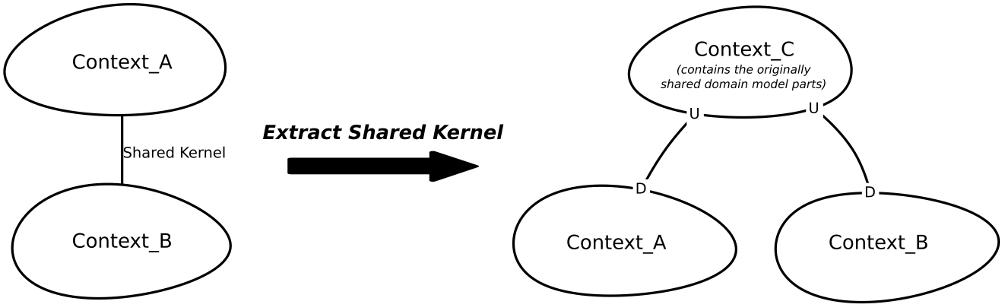 Context_A
Shared Kernel
Context_B
Extract Shared Kernel
Context_C
(contains the originally
shared domain model parts)
U
U
D
D
Context_A
Context_B